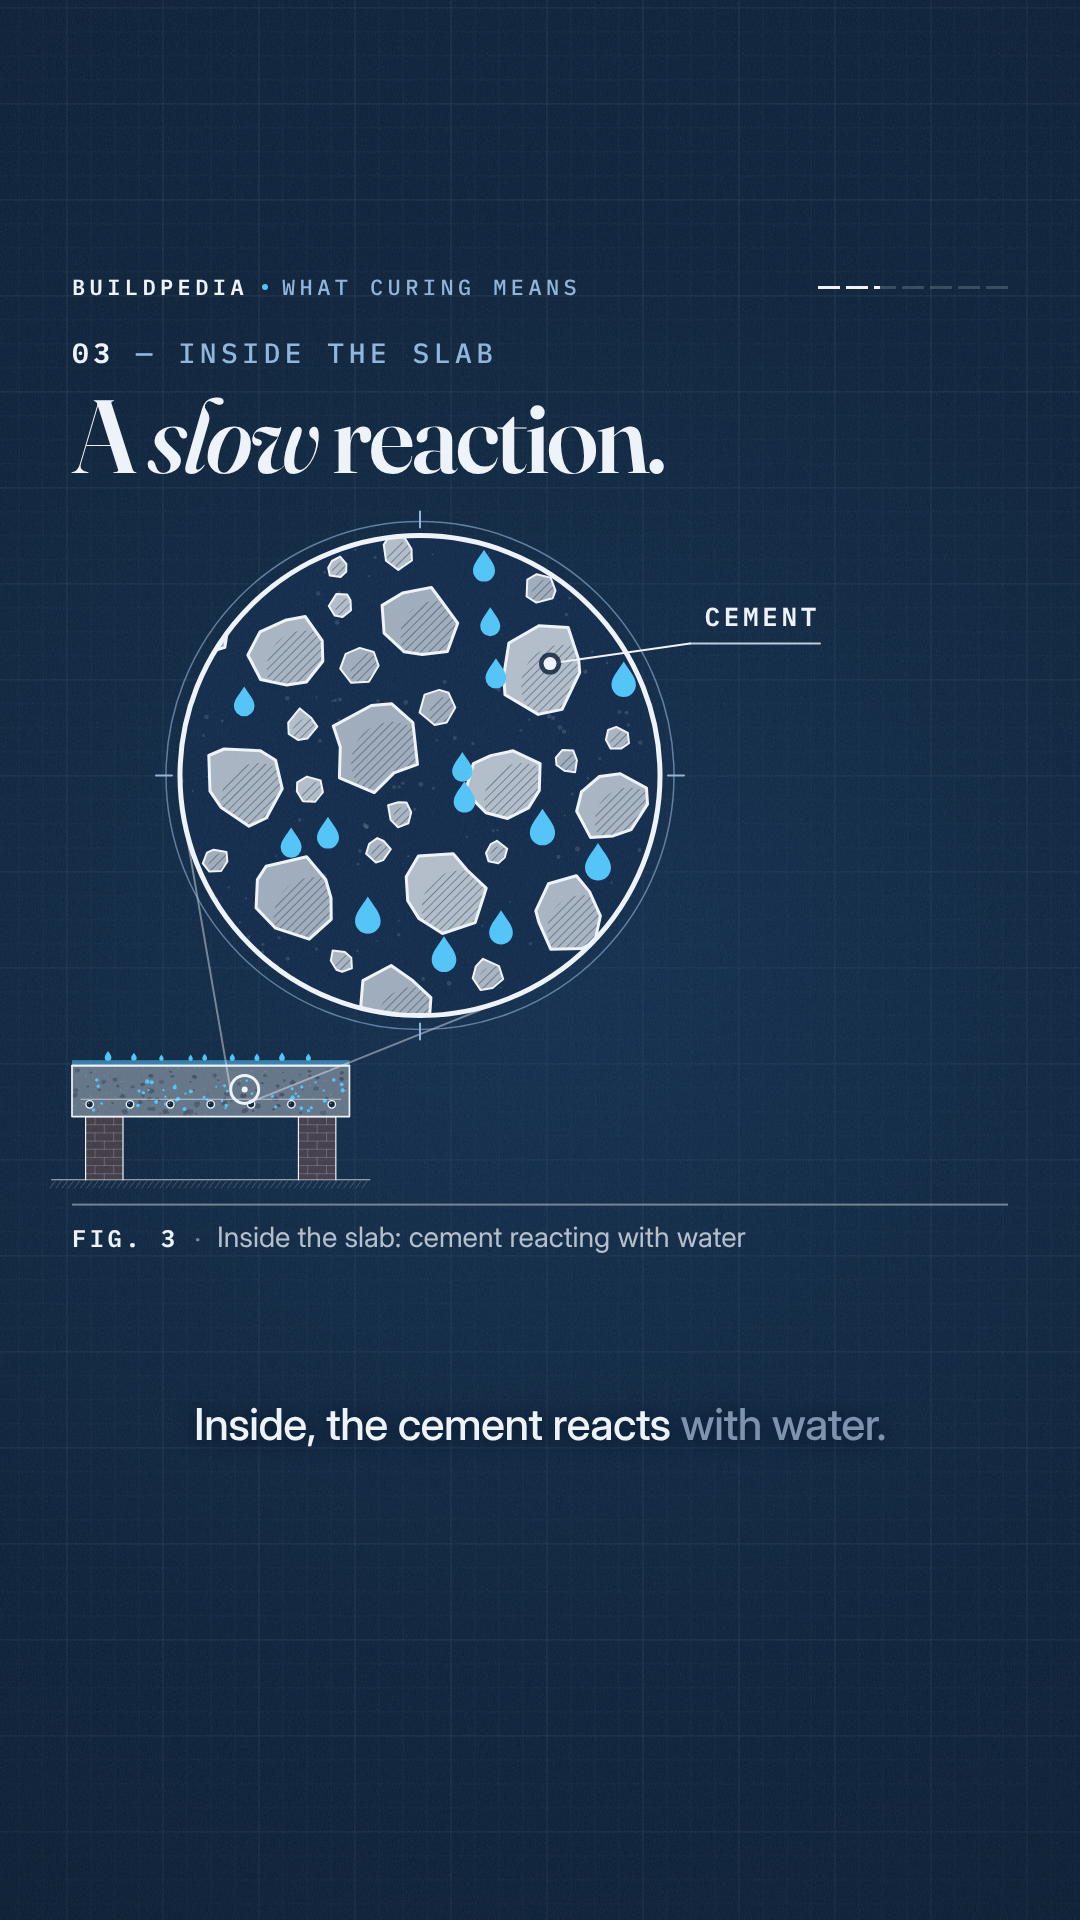 BUILDPEDIA • WHAT CURING MEANS
03 — INSIDE THE SLAB
A slow reaction.
CEMENT
FIG. 3 · Inside the slab: cement reacting with water
Inside, the cement reacts with water.